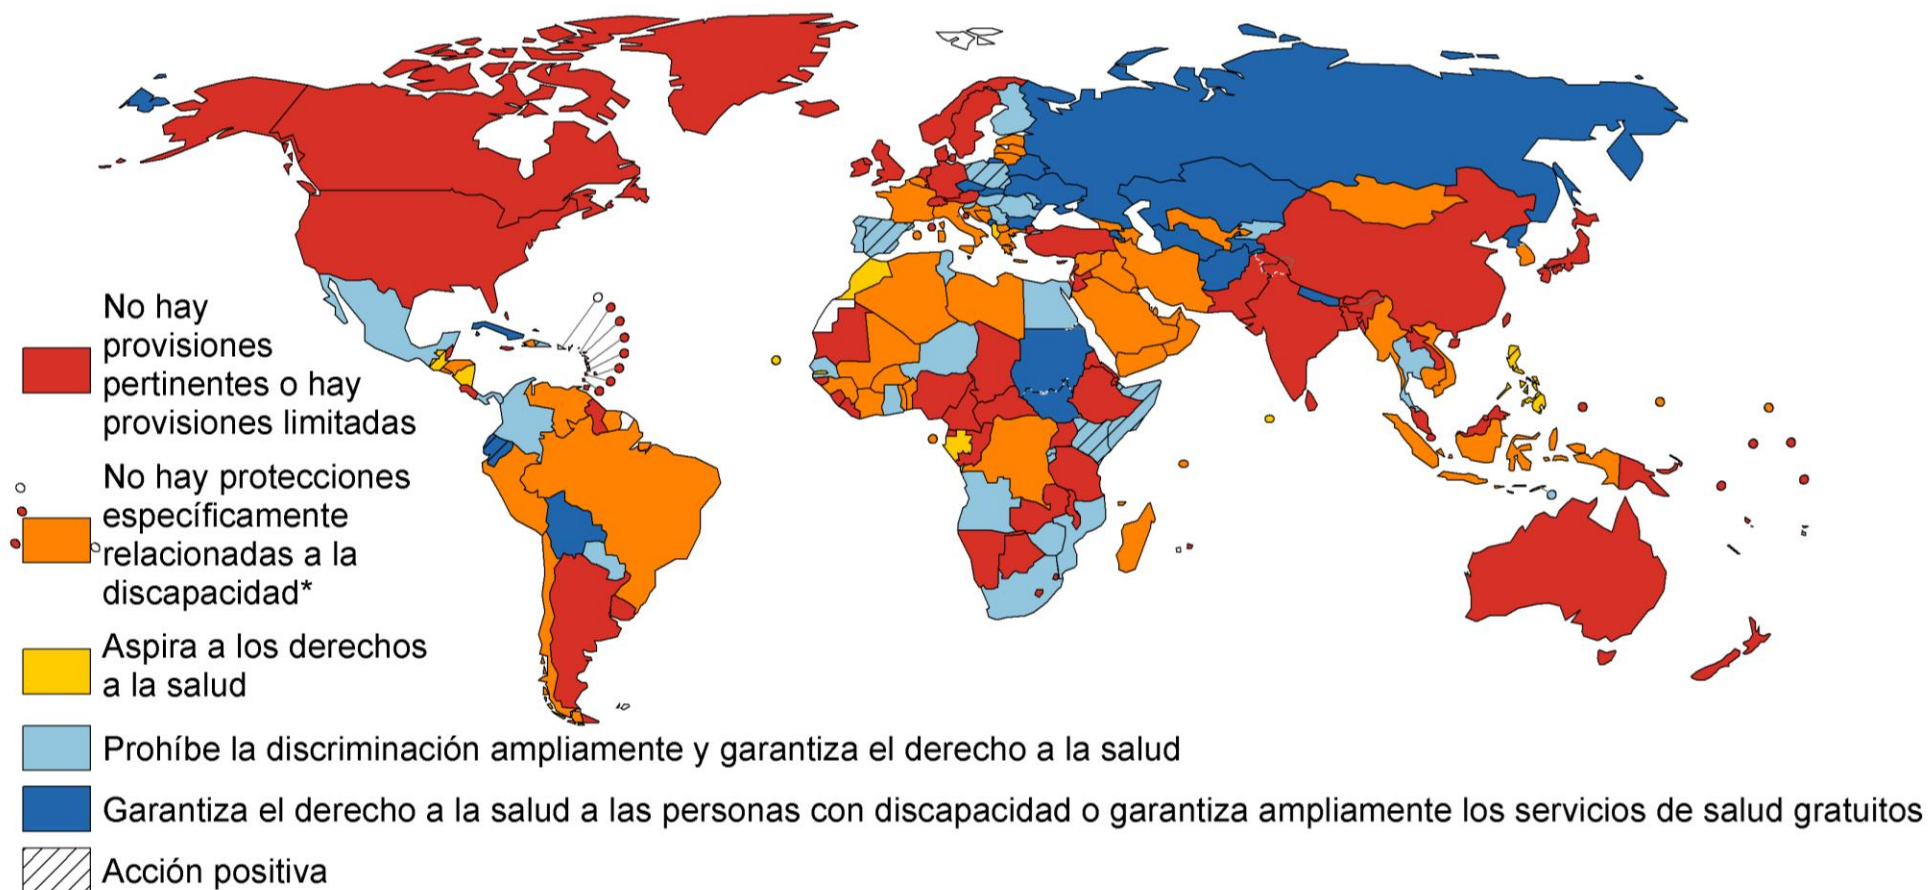 No hay
provisiones
pertinentes o hay
provisiones limitadas
No hay protecciones
específicamente
relacionadas a la
discapacidad*
Aspira a los derechos
a la salud
Prohíbe la discriminación ampliamente y garantiza el derecho a la salud
Garantiza el derecho a la salud a las personas con discapacidad o garantiza ampliamente los servicios de salud gratuitos
Acción positiva